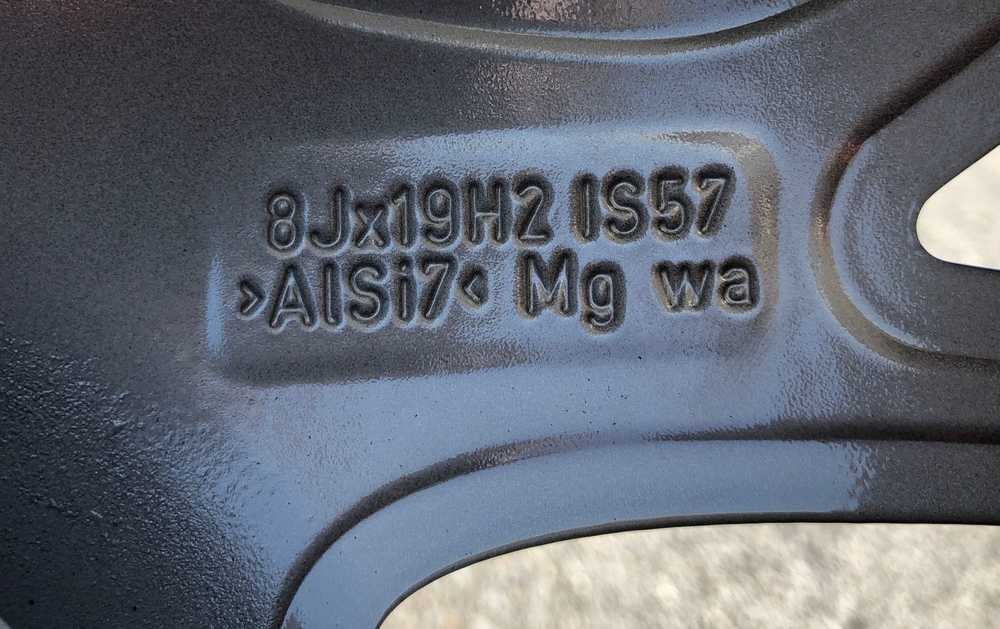 8Jx19H2 IS57
>AlSi7< Mg wa